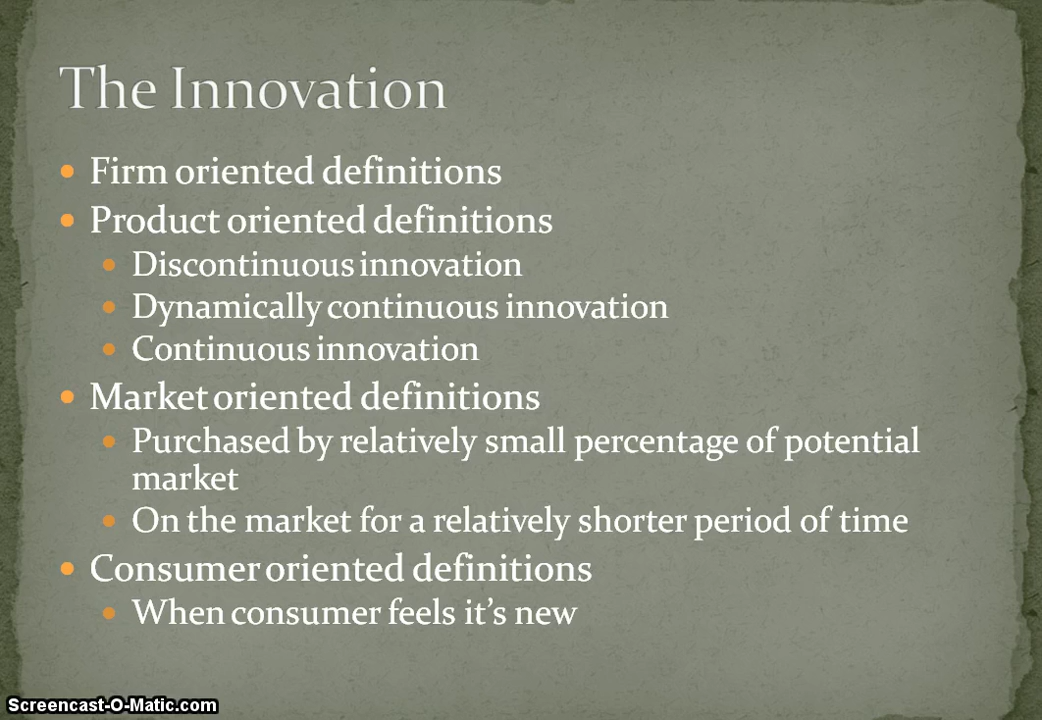 The Innovation
• Firm oriented definitions
• Product oriented definitions
• Discontinuous innovation
• Dynamically continuous innovation
• Continuous innovation
• Market oriented definitions
• Purchased by relatively small percentage of potential
market
• On the market for a relatively shorter period of time
• Consumer oriented definitions
• When consumer feels it’s new
Screencast-O-Matic.com